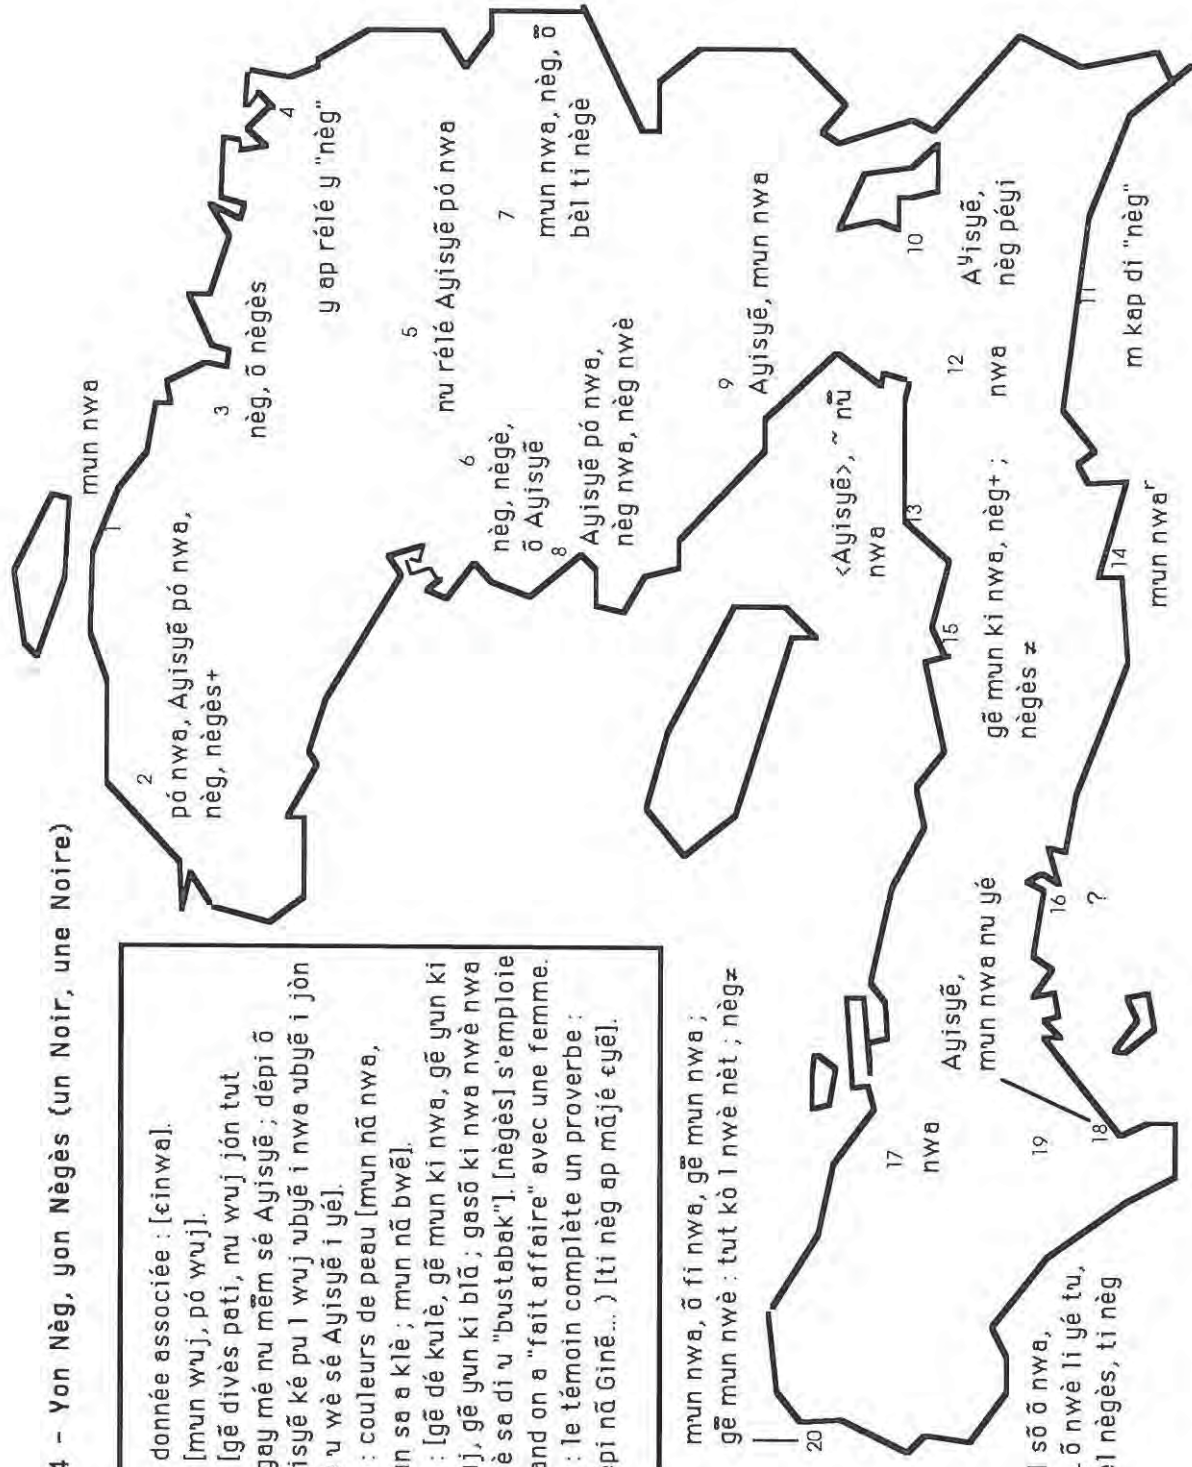 4 - Yon Nèg, yon Nègès (un Noir, une Noire)
donnée associée : [ɛinwa].
[mun wuj, pó wuj].
[gẽ divès pati, nu wuj jón tut
gay mé nu mẽm sé Ayisyẽ ; dépi õ
isyẽ ké pu l wuj ubyẽ i nwa ubyẽ i jòn
u wè sé Ayisyẽ i yé].
: couleurs de peau [mun nã nwa,
un sa a klè ; mun nã bwẽ].
: [gẽ dé kulè, gẽ mun ki nwa, gẽ yun ki
uj, gẽ yun ki blã ; gasõ ki nwa nwè nwa
è sa di u "bustabak"]. [nègès] s'emploie
and on a "fait affaire" avec une femme.
: le témoin complète un proverbe :
epi nã Ginẽ... ) [ti nèg ap mãjé ɛyẽ].
1
mun nwa
2
pó nwa, Ayisyẽ pó nwa,
nèg, nègès+
3
nèg, õ nègès
4
y ap rélé y "nèg"
5
nu rélé Ayisyẽ pó nwa
6
nèg, nègè,
õ Ayisyẽ
7
mun nwa, nèg, õ
bèl ti nègè
8
Ayisyẽ pó nwa,
nèg nwa, nèg nwè
9
Ayisyẽ, mun nwa
10
Aʸisyẽ,
nèg péyi
11
m kap di "nèg"
12
nwa
13
<Ayisyẽ>, ~ nũ
nwa
14
mun nwaʳ
15
gẽ mun ki nwa, nèg+ ;
nègès ≠
16
?
17
nwa
18
Ayisyẽ,
mun nwa nu yé
19
l sõ õ nwa,
õ nwè li yé tu,
èl nègès, ti nèg
20
mun nwa, õ fi nwa, gẽ mun nwa ;
gẽ mun nwè : tut kò l nwè nèt ; nèg≠